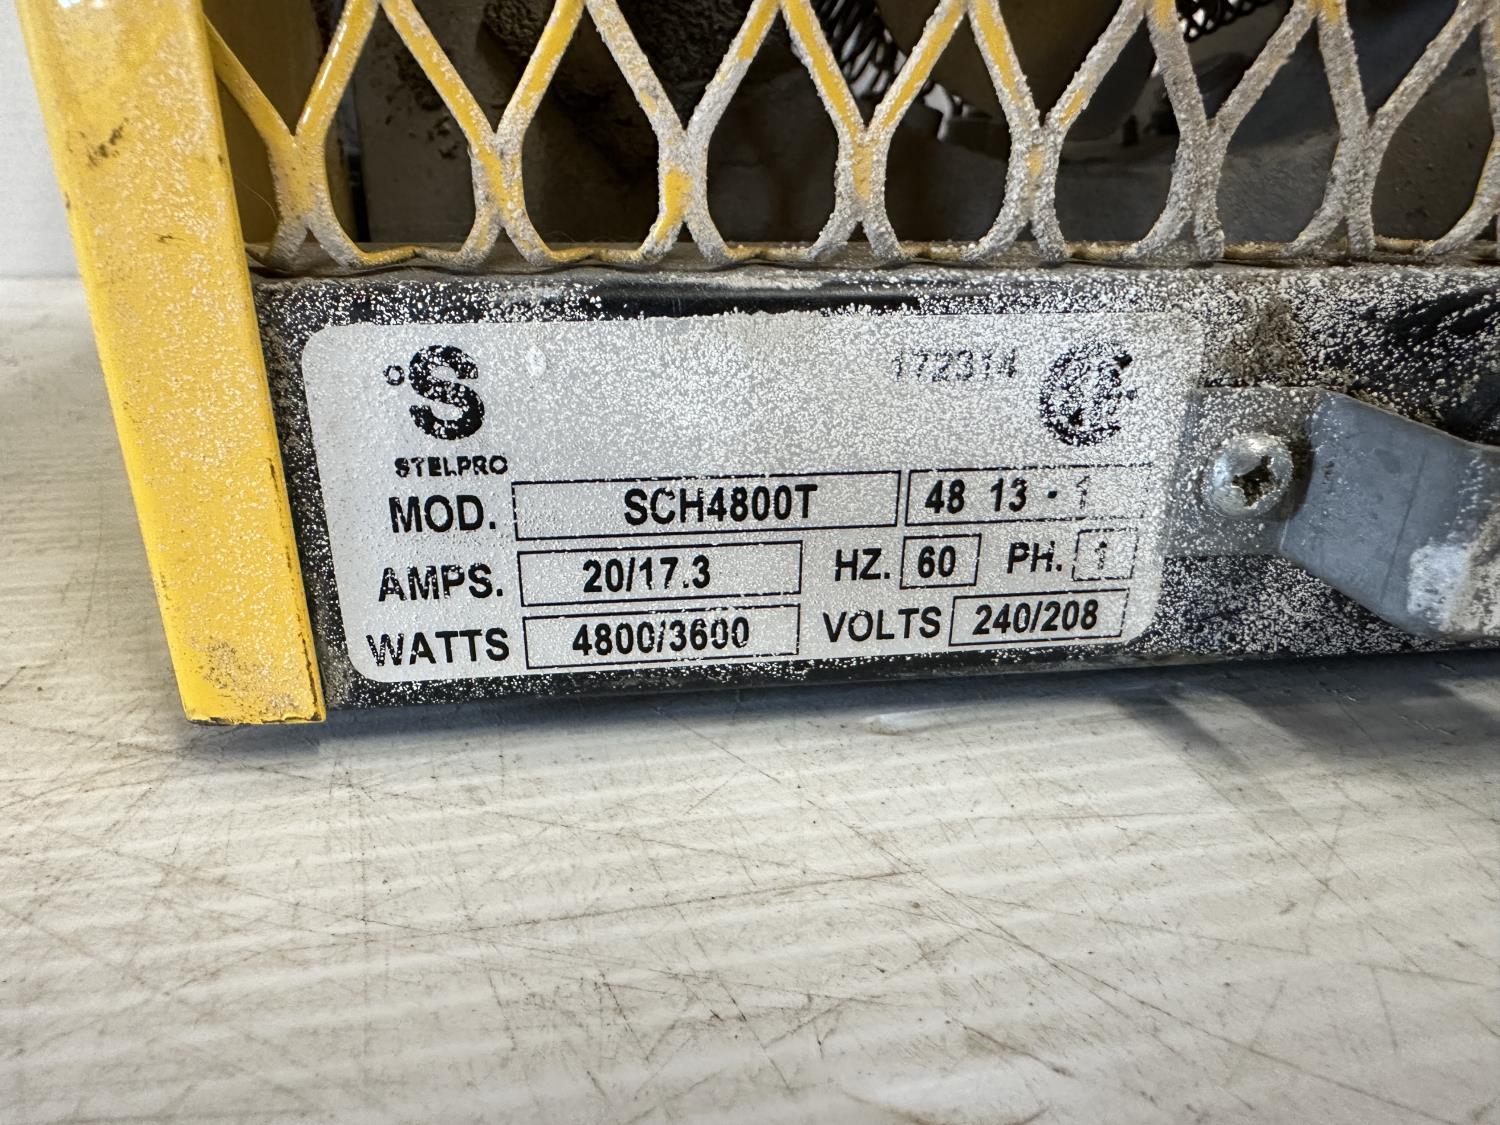 °S 172314
STELPRO
MOD. SCH4800T 48 13 - 1
AMPS. 20/17.3 HZ. 60 PH. 1
WATTS 4800/3600 VOLTS 240/208